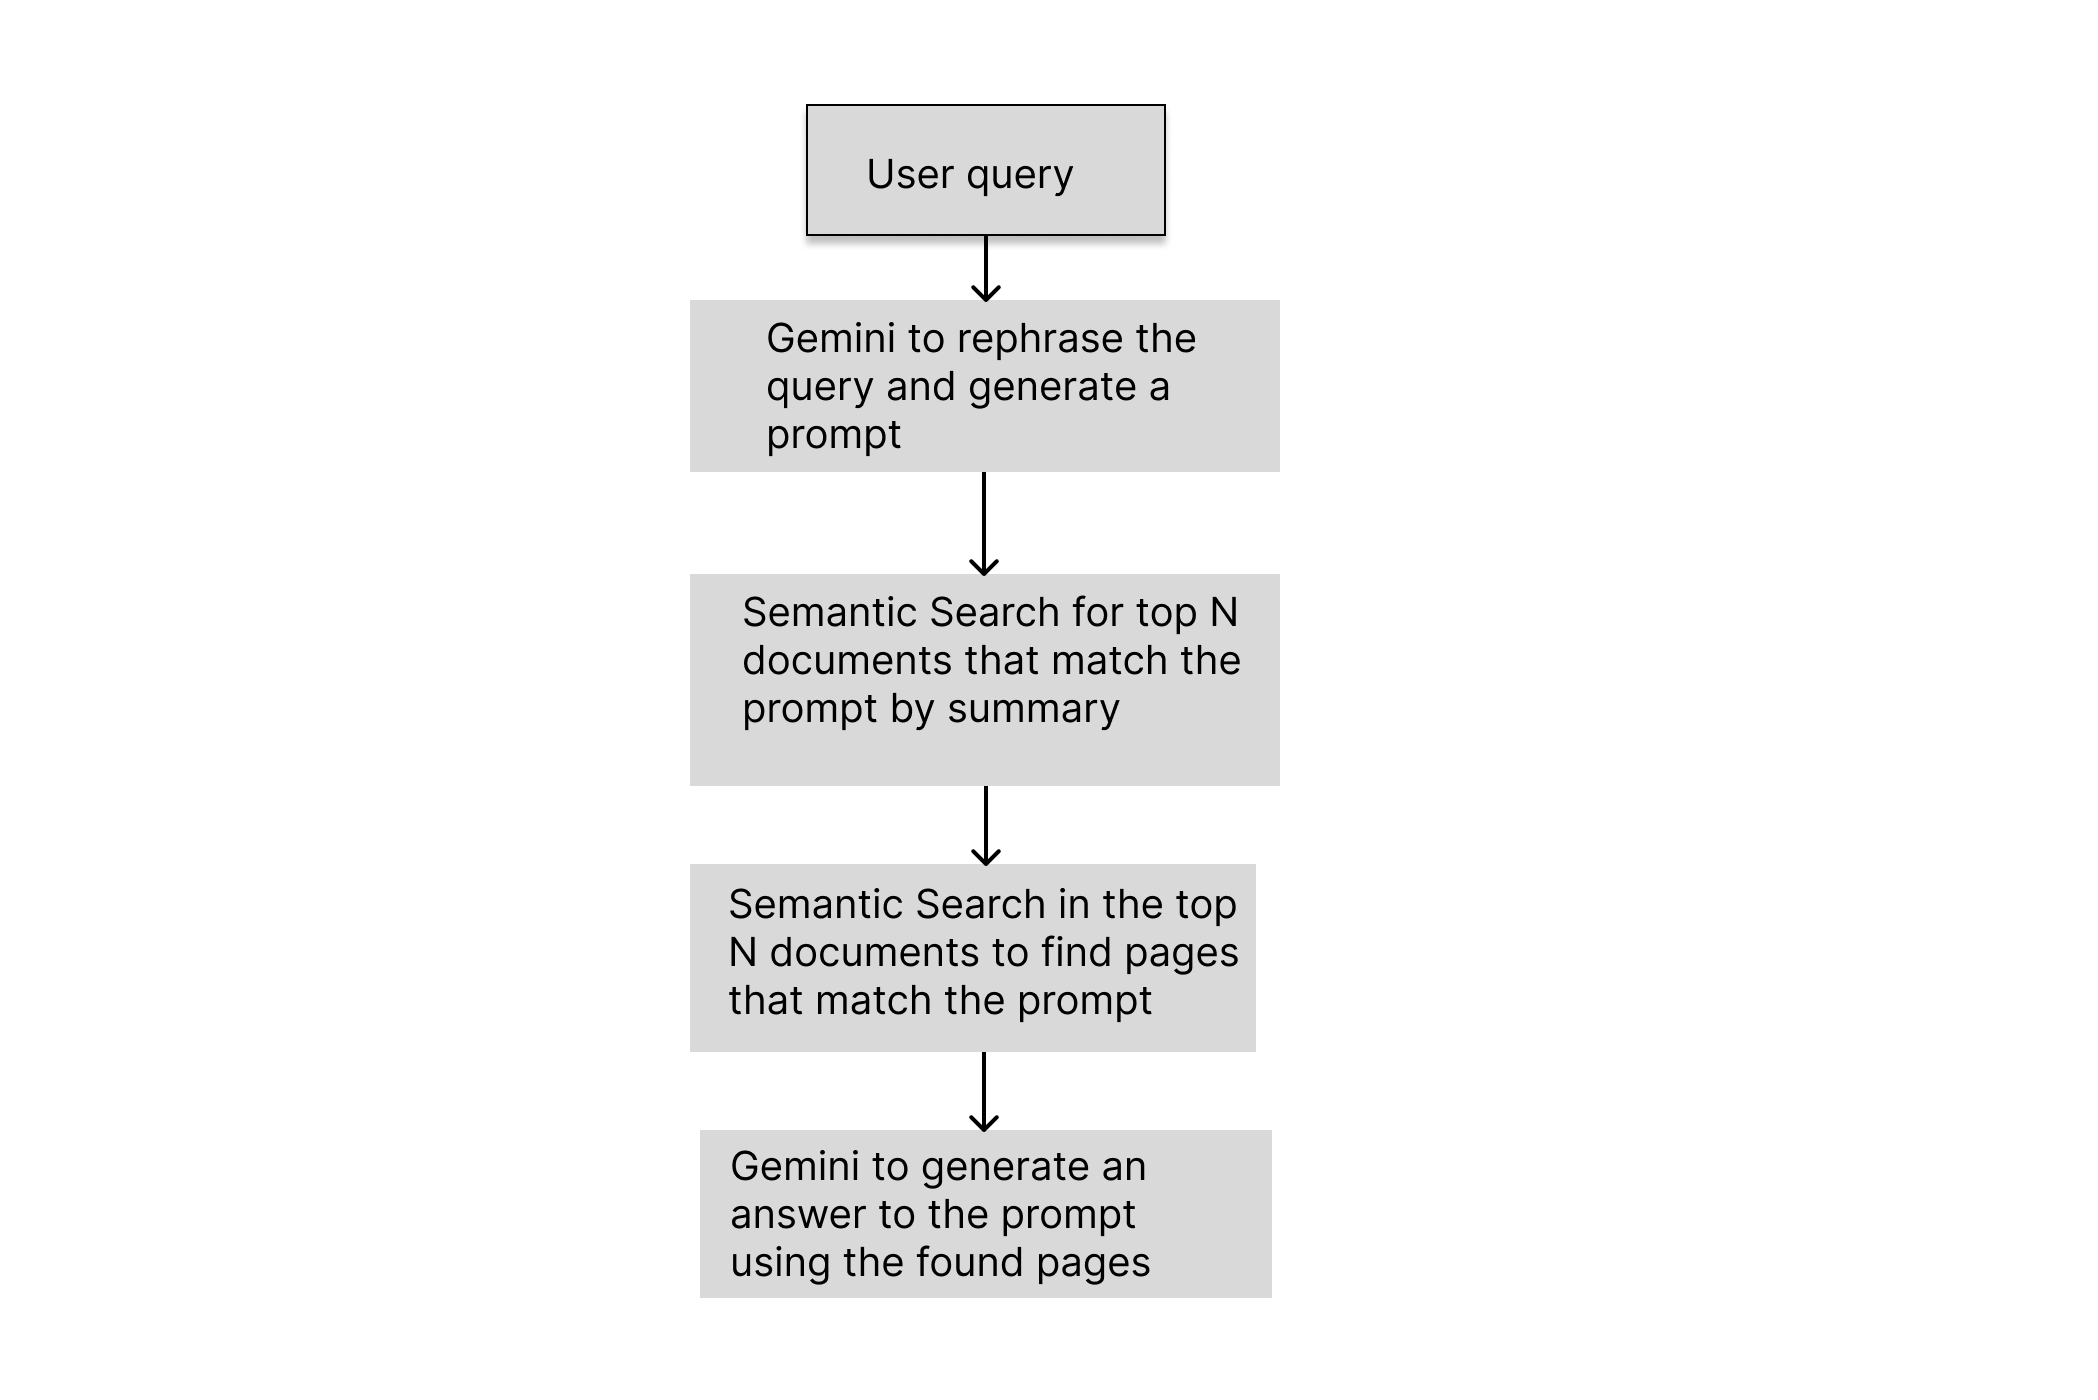 User query
Gemini to rephrase the
query and generate a
prompt
Semantic Search for top N
documents that match the
prompt by summary
Semantic Search in the top
N documents to find pages
that match the prompt
Gemini to generate an
answer to the prompt
using the found pages